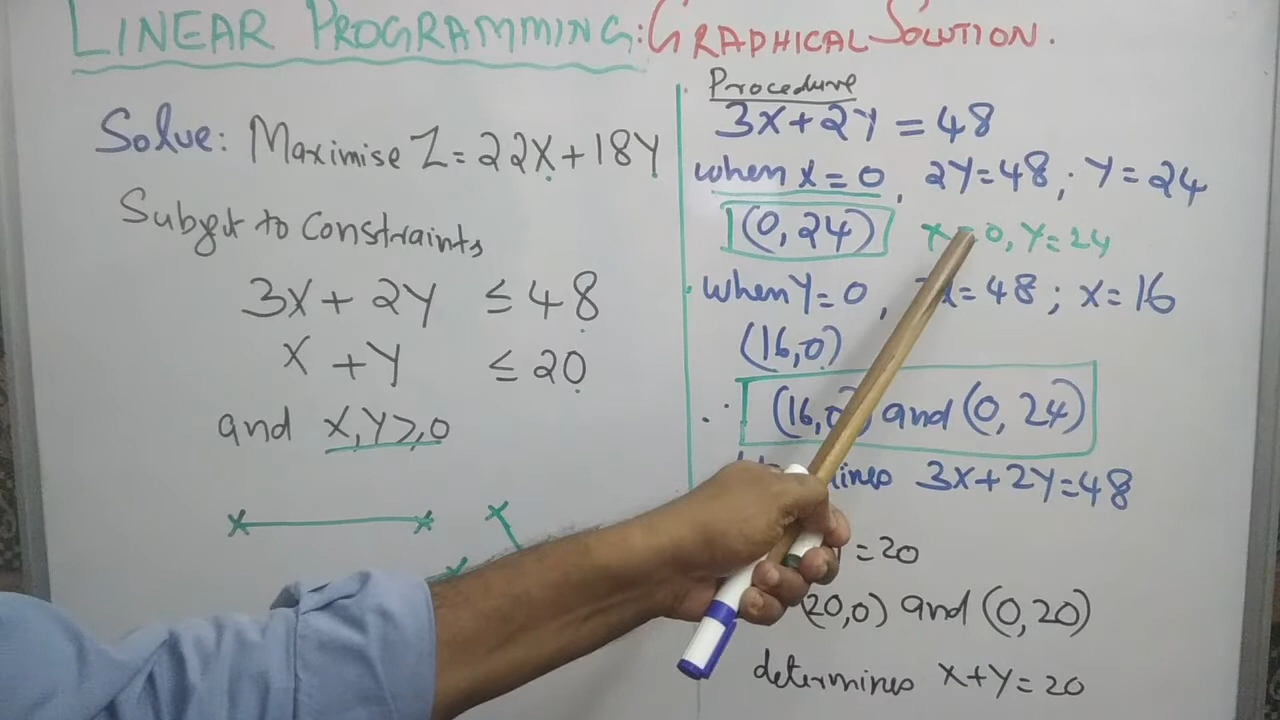 LINEAR PROGRAMMING: GRAPHICAL SOLUTION.
Solve: Maximise Z = 22X + 18Y
Subject to Constraints
3X + 2Y ≤ 48
X + Y ≤ 20
and X, Y ≥ 0
Procedure
3X + 2Y = 48
when X = 0, 2Y = 48; Y = 24
(0, 24) X = 0, Y = 24
when Y = 0, = 48; X = 16
(16, 0)
∴ (16, 0) and (0, 24)
3X + 2Y = 48
= 20
(20, 0) and (0, 20)
determines X + Y = 20